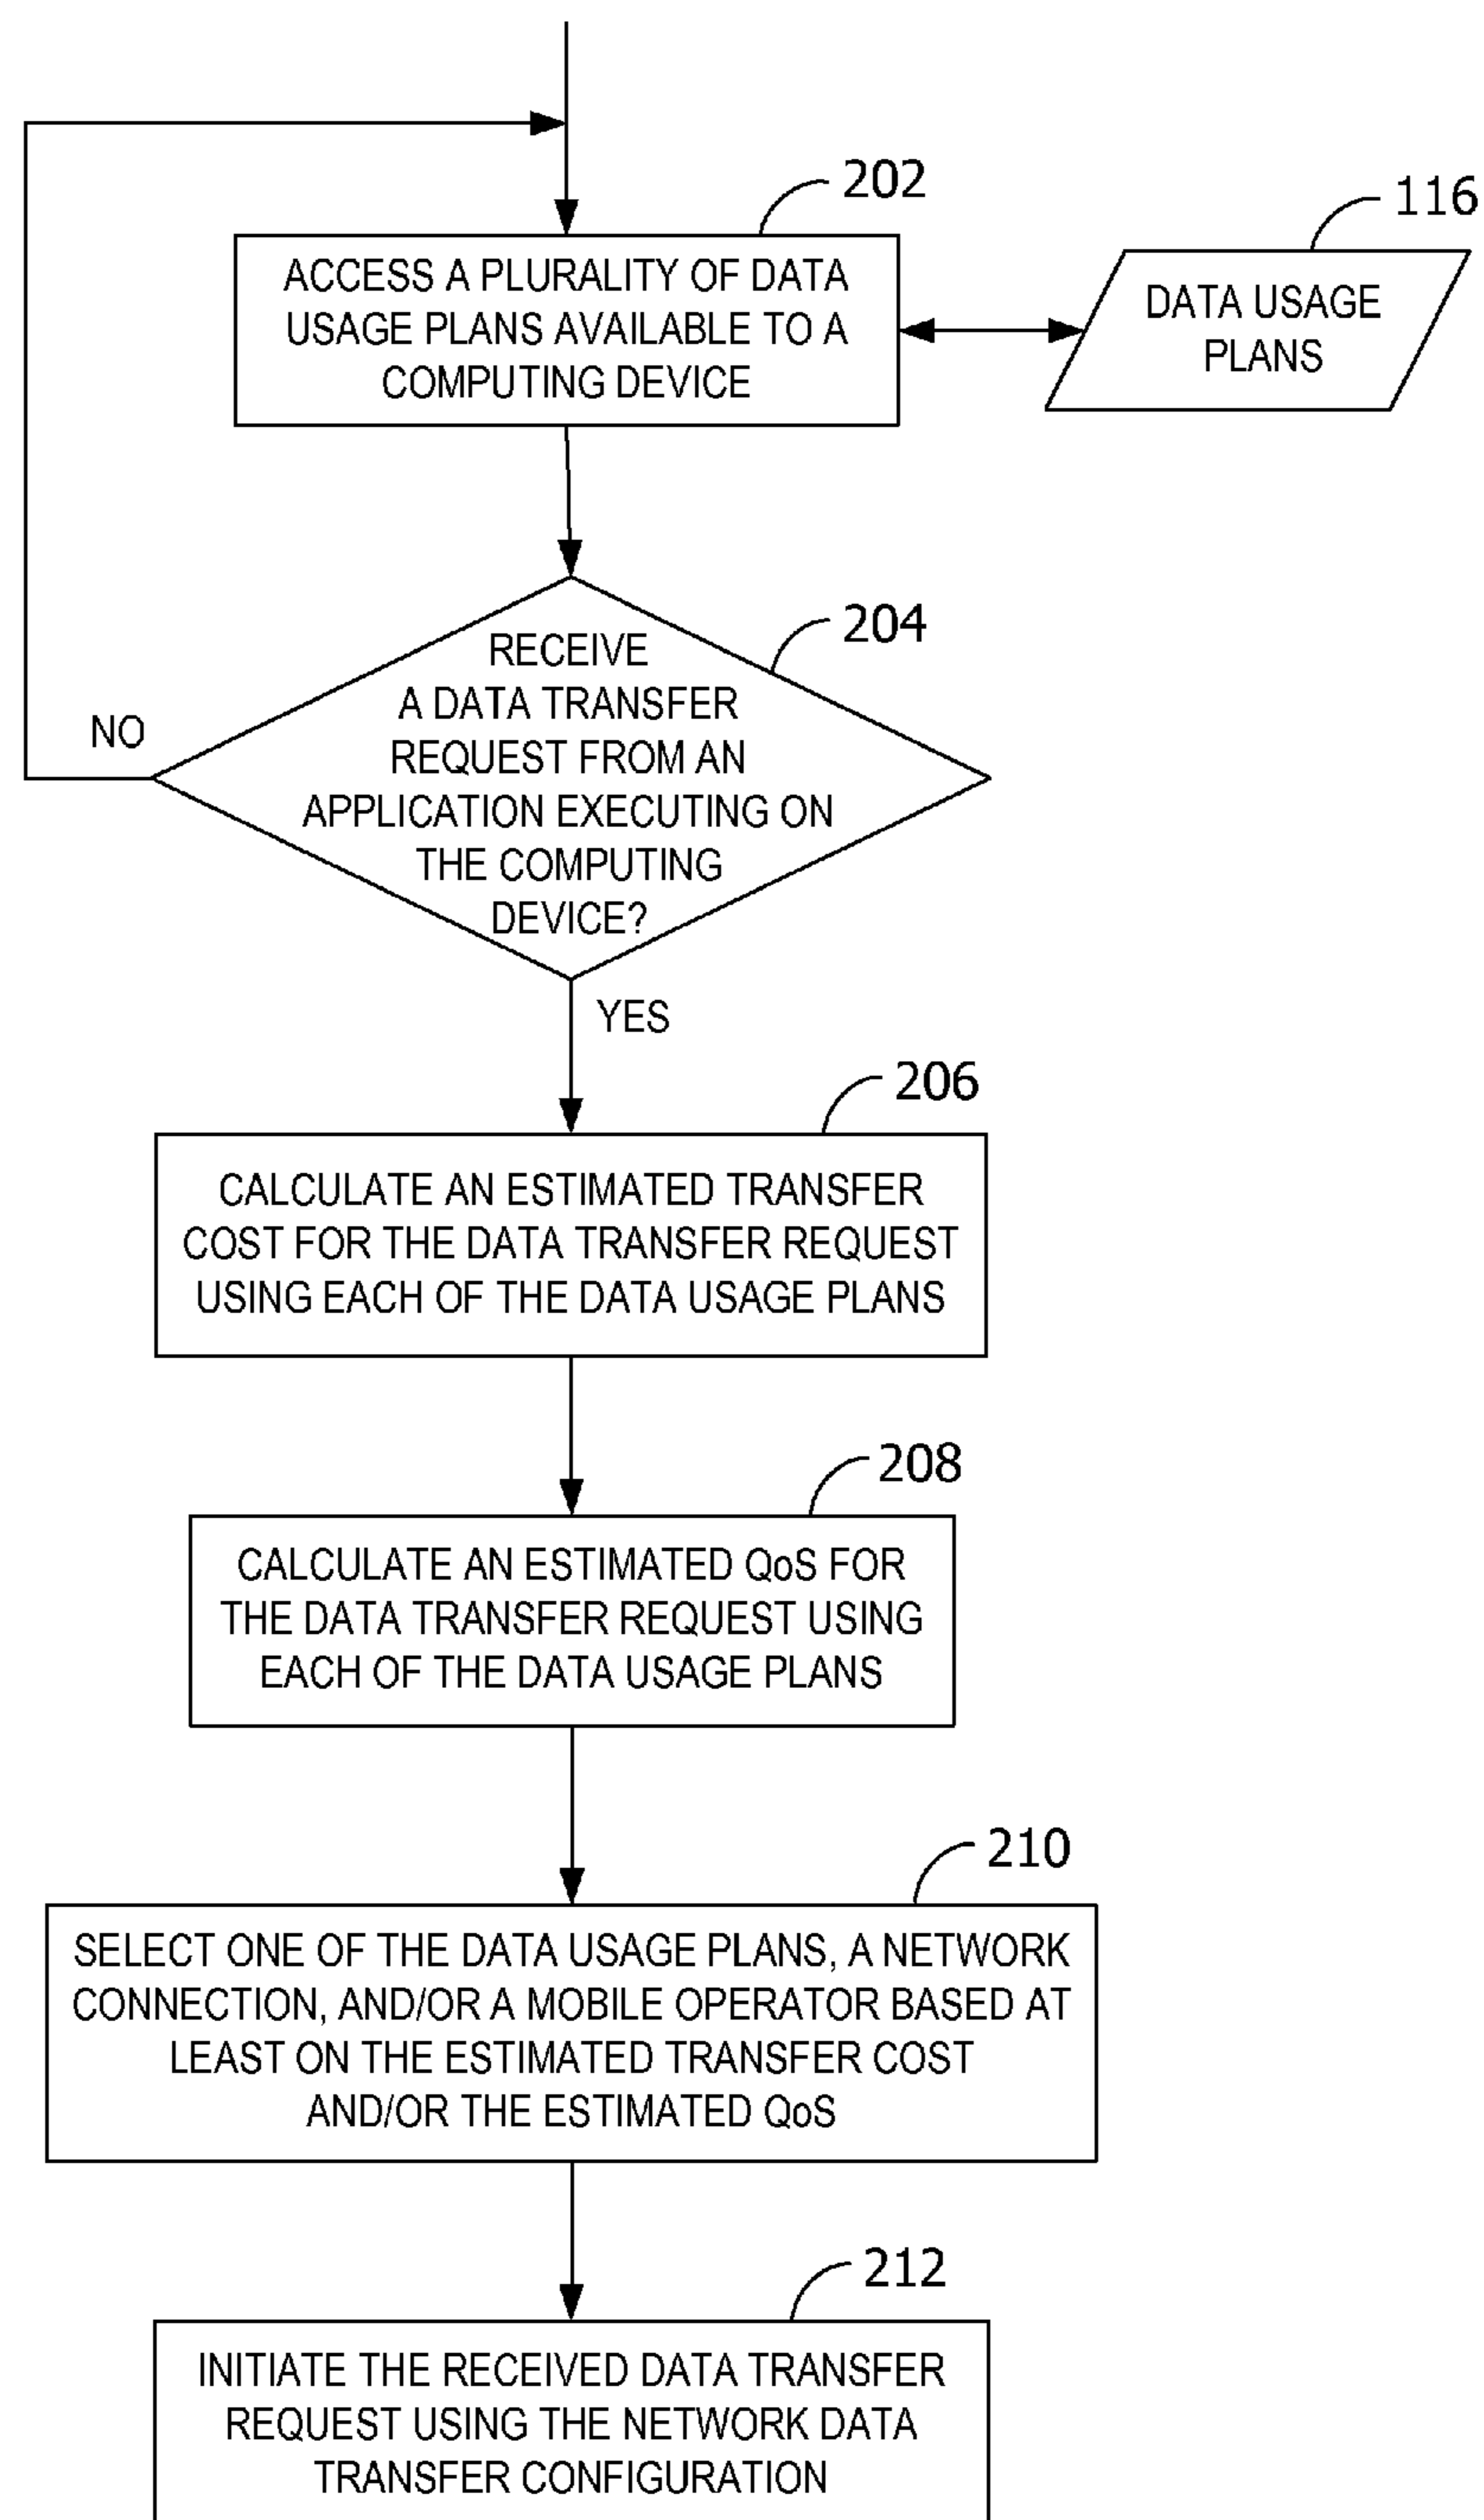 202
116
ACCESS A PLURALITY OF DATA
USAGE PLANS AVAILABLE TO A
COMPUTING DEVICE
DATA USAGE
PLANS
204
RECEIVE
A DATA TRANSFER
REQUEST FROM AN
APPLICATION EXECUTING ON
THE COMPUTING
DEVICE?
NO
YES
206
CALCULATE AN ESTIMATED TRANSFER
COST FOR THE DATA TRANSFER REQUEST
USING EACH OF THE DATA USAGE PLANS
208
CALCULATE AN ESTIMATED QoS FOR
THE DATA TRANSFER REQUEST USING
EACH OF THE DATA USAGE PLANS
210
SELECT ONE OF THE DATA USAGE PLANS, A NETWORK
CONNECTION, AND/OR A MOBILE OPERATOR BASED AT
LEAST ON THE ESTIMATED TRANSFER COST
AND/OR THE ESTIMATED QoS
212
INITIATE THE RECEIVED DATA TRANSFER
REQUEST USING THE NETWORK DATA
TRANSFER CONFIGURATION